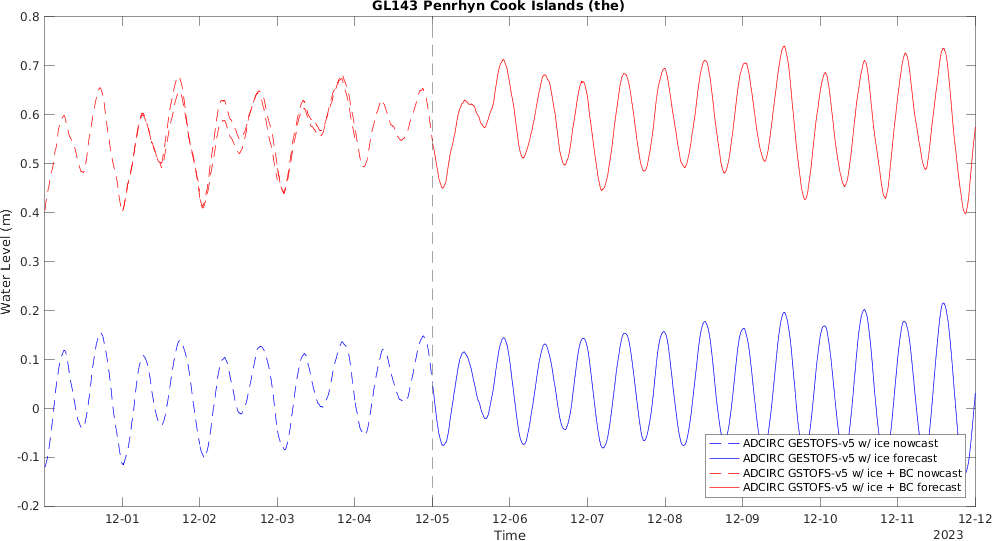 GL143 Penrhyn Cook Islands (the)
Water Level (m)
0.8
0.7
0.6
0.5
0.4
0.3
0.2
0.1
0
-0.1
-0.2
ADCIRC GESTOFS-v5 w/ ice nowcast
ADCIRC GESTOFS-v5 w/ ice forecast
ADCIRC GSTOFS-v5 w/ ice + BC nowcast
ADCIRC GSTOFS-v5 w/ ice + BC forecast
12-01 12-02 12-03 12-04 12-05 12-06 12-07 12-08 12-09 12-10 12-11 12-12
Time
2023